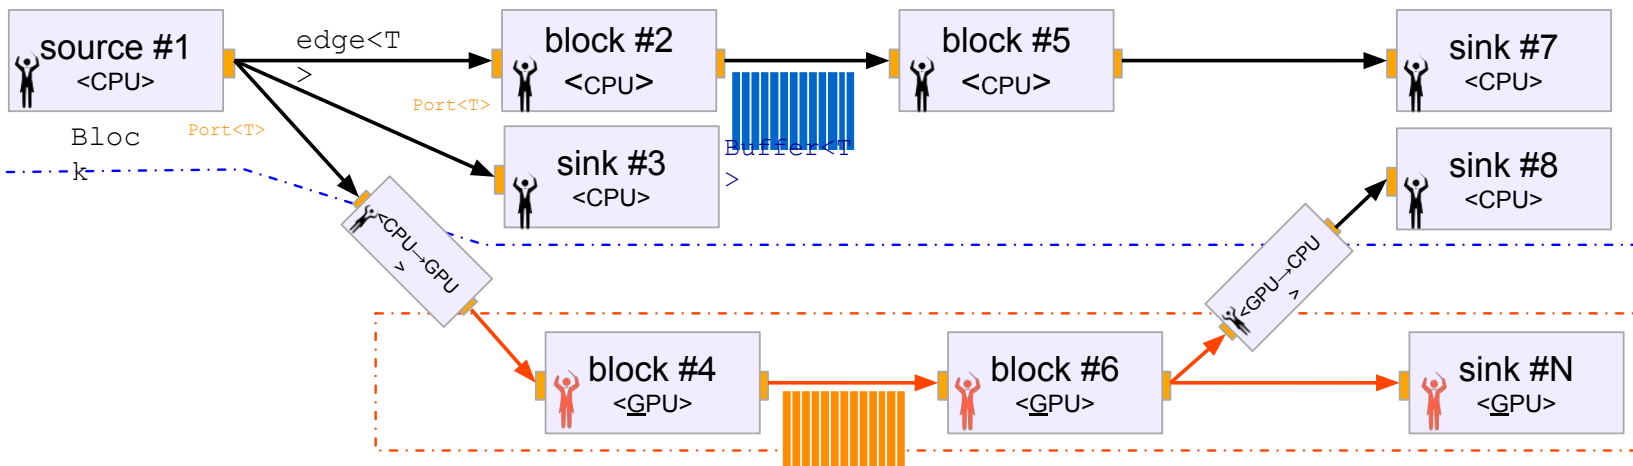 source #1
<CPU>
edge<T
>
block #2
<CPU>
block #5
<CPU>
sink #7
<CPU>
Port<T>
Port<T>
Bloc
k
sink #3
<CPU>
Buffer<T
>
sink #8
<CPU>
<CPU→GPU
>
<GPU→CPU
>
block #4
<GPU>
block #6
<GPU>
sink #N
<GPU>